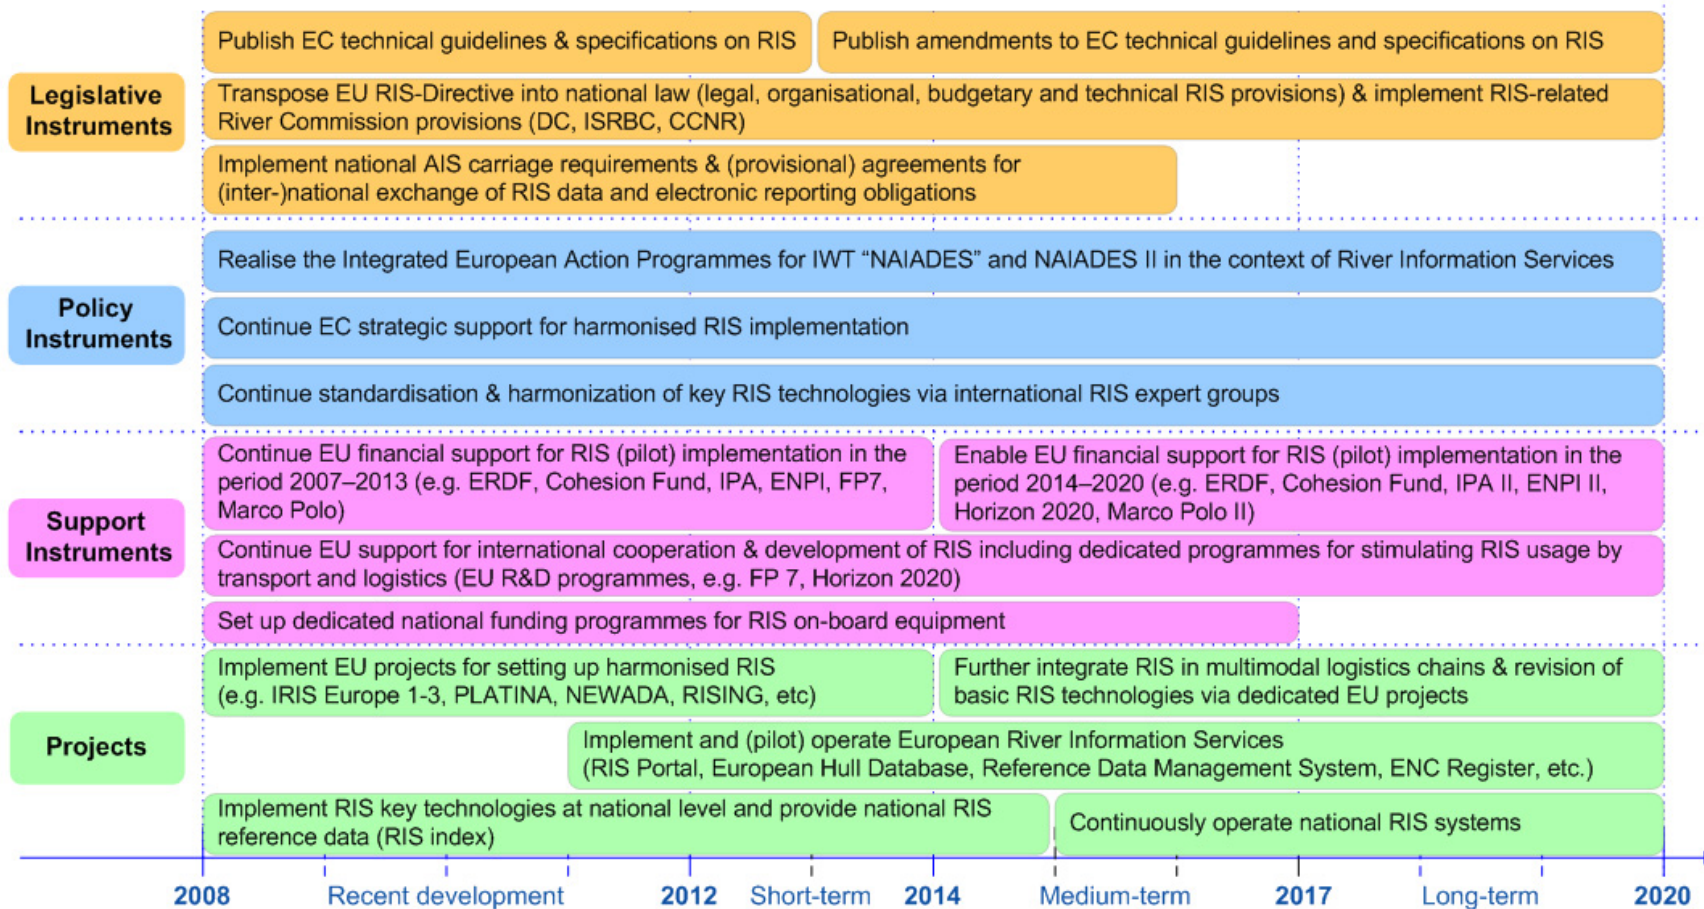 Publish EC technical guidelines & specifications on RIS
Publish amendments to EC technical guidelines and specifications on RIS
Legislative
Instruments
Transpose EU RIS-Directive into national law (legal, organisational, budgetary and technical RIS provisions) & implement RIS-related
River Commission provisions (DC, ISRBC, CCNR)
Implement national AIS carriage requirements & (provisional) agreements for
(inter-)national exchange of RIS data and electronic reporting obligations
Policy
Instruments
Realise the Integrated European Action Programmes for IWT “NAIADES” and NAIADES II in the context of River Information Services
Continue EC strategic support for harmonised RIS implementation
Continue standardisation & harmonization of key RIS technologies via international RIS expert groups
Support
Instruments
Continue EU financial support for RIS (pilot) implementation in the
period 2007–2013 (e.g. ERDF, Cohesion Fund, IPA, ENPI, FP7,
Marco Polo)
Enable EU financial support for RIS (pilot) implementation in the
period 2014–2020 (e.g. ERDF, Cohesion Fund, IPA II, ENPI II,
Horizon 2020, Marco Polo II)
Continue EU support for international cooperation & development of RIS including dedicated programmes for stimulating RIS usage by
transport and logistics (EU R&D programmes, e.g. FP 7, Horizon 2020)
Set up dedicated national funding programmes for RIS on-board equipment
Projects
Implement EU projects for setting up harmonised RIS
(e.g. IRIS Europe 1-3, PLATINA, NEWADA, RISING, etc)
Further integrate RIS in multimodal logistics chains & revision of
basic RIS technologies via dedicated EU projects
Implement and (pilot) operate European River Information Services
(RIS Portal, European Hull Database, Reference Data Management System, ENC Register, etc.)
Implement RIS key technologies at national level and provide national RIS
reference data (RIS index)
Continuously operate national RIS systems
2008 Recent development 2012 Short-term 2014 Medium-term 2017 Long-term 2020